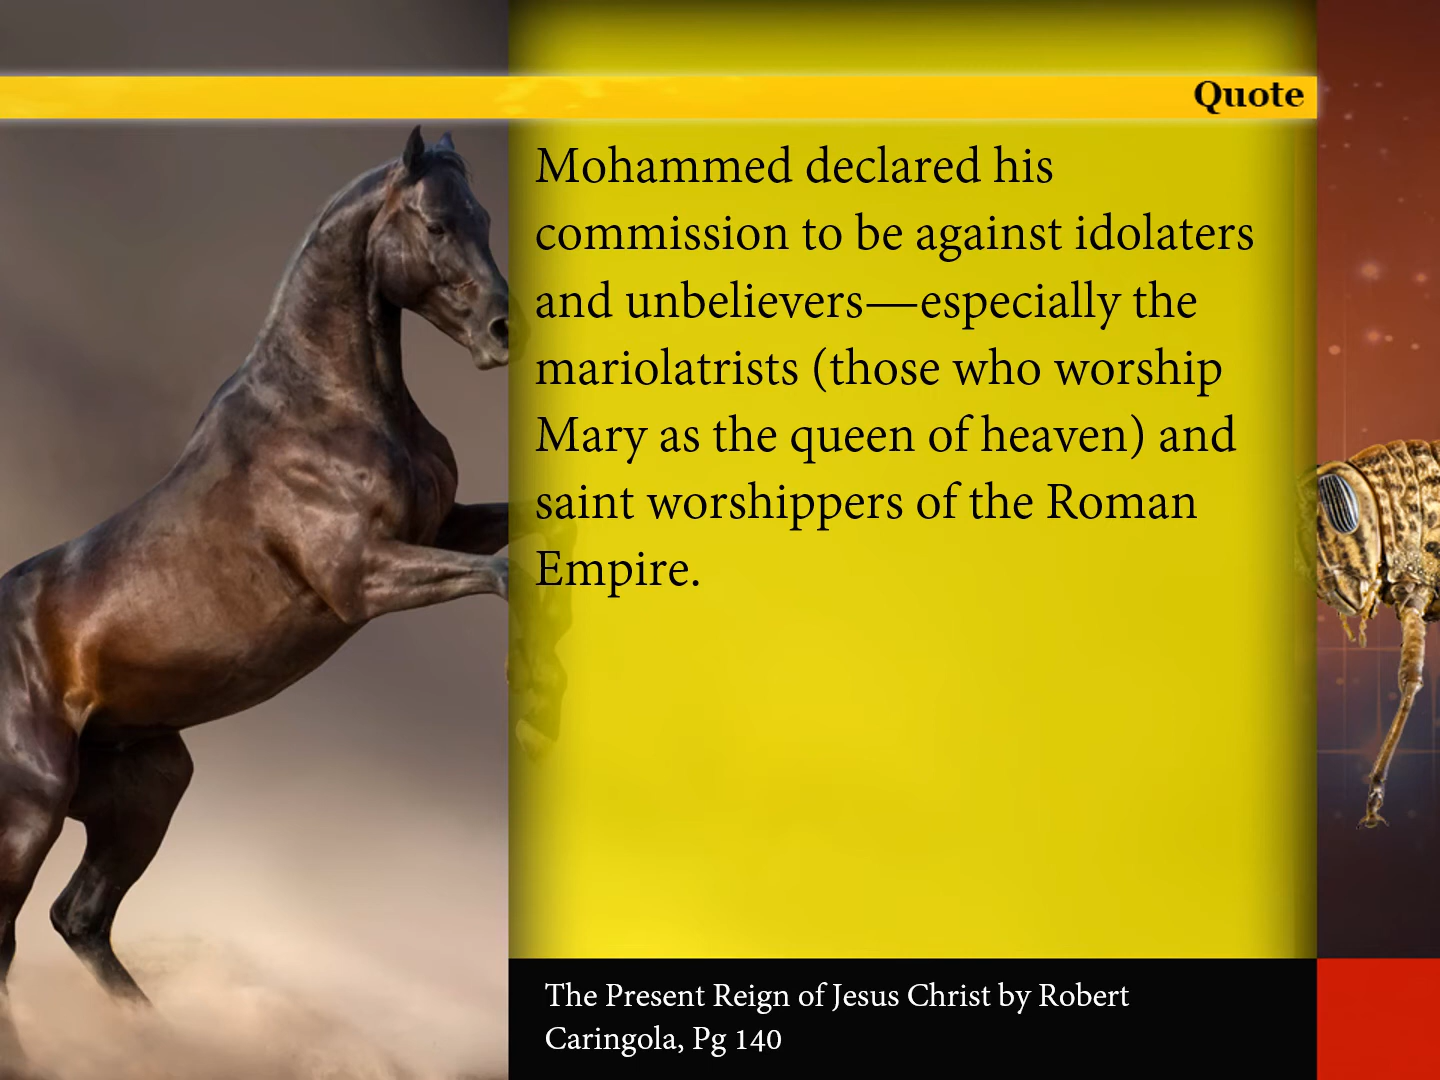 Quote
Mohammed declared his
commission to be against idolaters
and unbelievers—especially the
mariolatrists (those who worship
Mary as the queen of heaven) and
saint worshippers of the Roman
Empire.
The Present Reign of Jesus Christ by Robert
Caringola, Pg 140